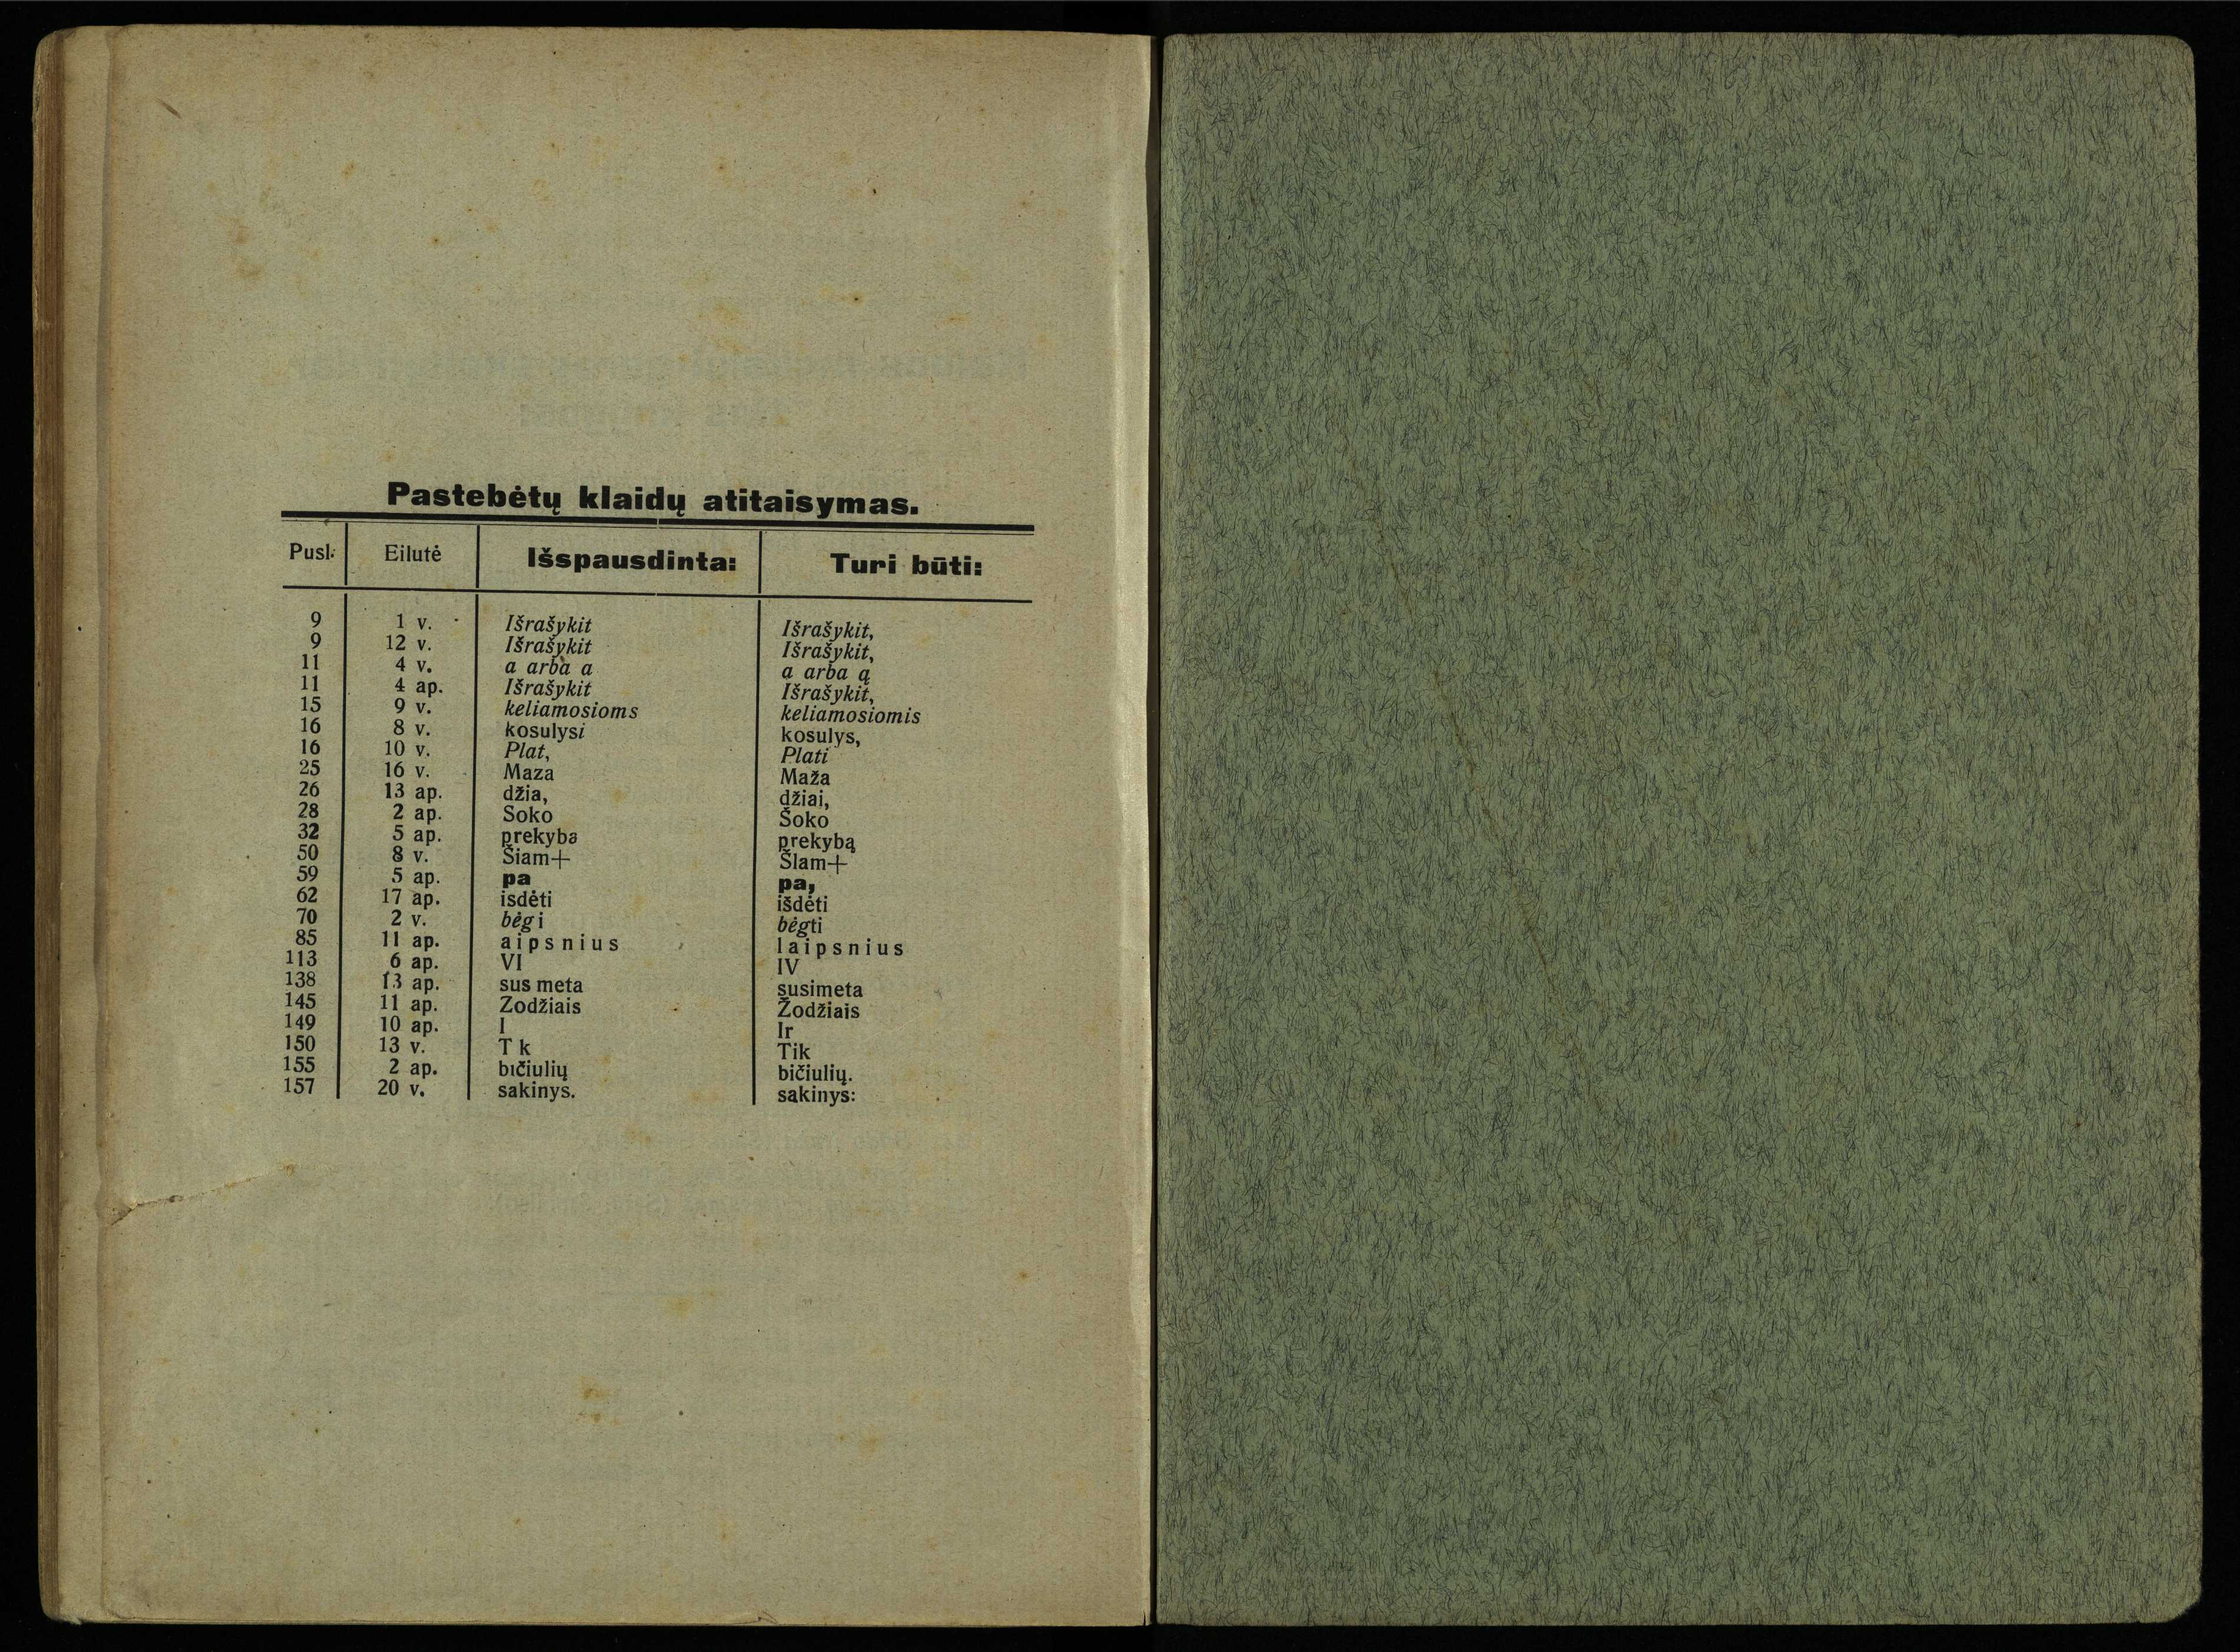 Pastebėtų klaidų atitaisymas.
Pusl. Eilutė Išspausdinta: Turi būti:
9 1 v. Išrašykit Išrašykit,
9 12 v. Išrašykit Išrašykit,
11 4 v. a arba a a arba ą
11 4 ap. Išrašykit Išrašykit,
15 9 v. keliamosioms keliamosiomis
16 8 v. kosulysi kosulys,
16 10 v. Plat, Plati
25 16 v. Maza Maža
26 13 ap. džia, džiai,
28 2 ap. Soko Šoko
32 5 ap. prekyba prekybą
50 8 v. Šiam+ Šlam+
59 5 ap. pa pa,
62 17 ap. isdėti išdėti
70 2 v. bėg i bėgti
85 11 ap. aipsnius laipsnius
113 6 ap. VI IV
138 13 ap. sus meta susimeta
145 11 ap. Zodžiais Žodžiais
149 10 ap. I Ir
150 13 v. T k Tik
155 2 ap. bıčiulių bičiulių.
157 20 v. sakinys. sakinys: